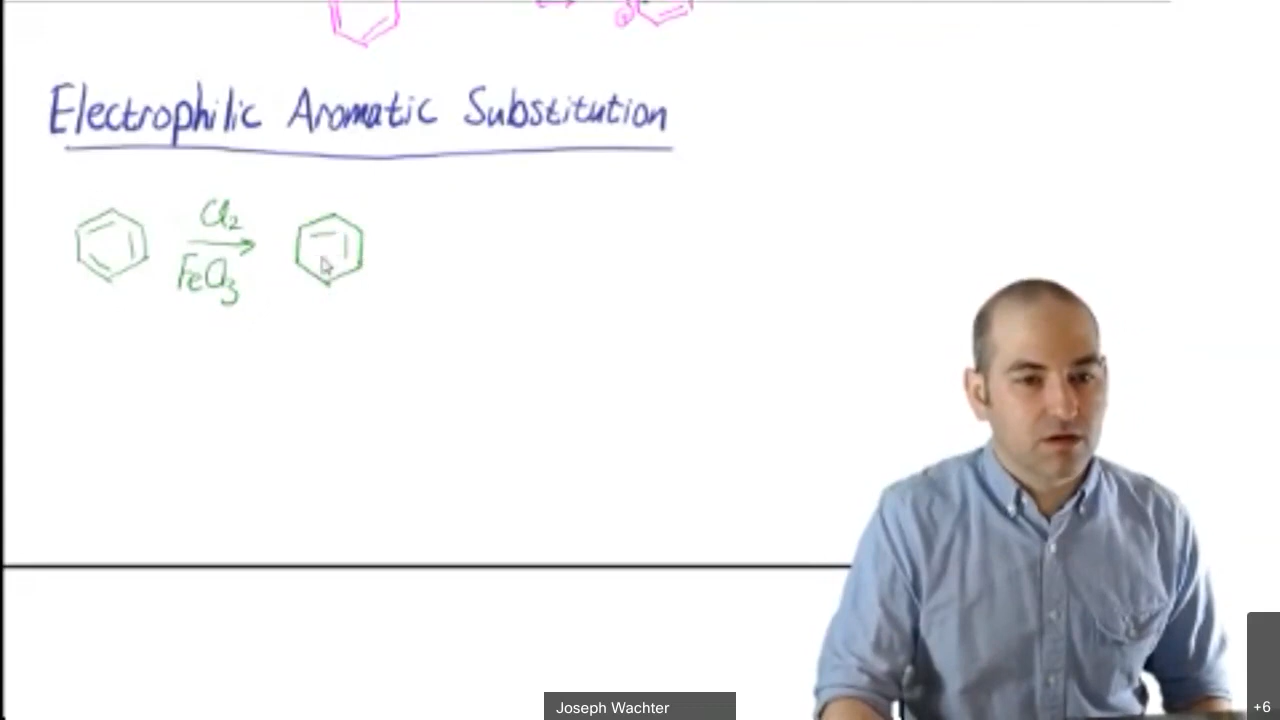 Electrophilic Aromatic Substitution
Cl₂
FeCl₃
Joseph Wachter
+6